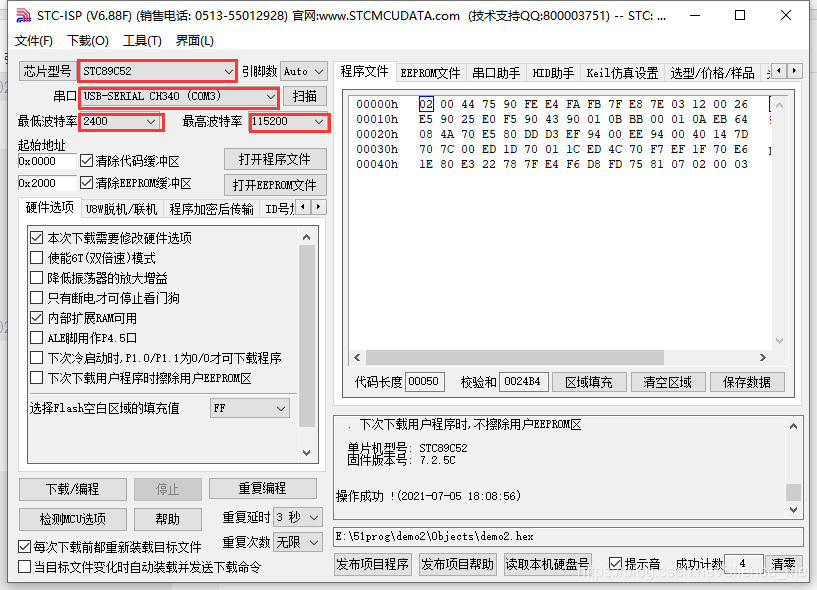 STC-ISP (V6.88F) (销售电话: 0513-55012928) 官网:www.STCMCUDATA.com (技术支持QQ:800003751) -- STC: ...
文件(F) 下载(O) 工具(T) 界面(L)
芯片型号 STC89C52 引脚数 Auto
串口 USB-SERIAL CH340 (COM3) 扫描
最低波特率 2400 最高波特率 115200
起始地址
0x0000 清除代码缓冲区 打开程序文件
0x2000 清除EEPROM缓冲区 打开EEPROM文件
硬件选项 U8W脱机/联机 程序加密后传输 ID号
本次下载需要修改硬件选项
使能6T(双倍速)模式
降低振荡器的放大增益
只有断电才可停止看门狗
内部扩展RAM可用
ALE脚用作P4.5口
下次冷启动时,P1.0/P1.1为0/0才可下载程序
下次下载用户程序时擦除用户EEPROM区
选择Flash空白区域的填充值 FF
下载/编程 停止 重复编程
检测MCU选项 帮助 重复延时 3 秒
重复次数 无限
每次下载前都重新装载目标文件
当目标文件变化时自动装载并发送下载命令
程序文件 EEPROM文件 串口助手 HID助手 Keil仿真设置 选型/价格/样品
00000h 02 00 44 75 90 FE E4 FA FB 7F E8 7E 03 12 00 26
00010h E5 90 25 E0 F5 90 43 90 01 0B BB 00 01 0A EB 64
00020h 08 4A 70 E5 80 DD D3 EF 94 00 EE 94 00 40 14 7D
00030h 70 7C 00 ED 1D 70 01 1C ED 4C 70 F7 EF 1F 70 E6
00040h 1E 80 E3 22 78 7F E4 F6 D8 FD 75 81 07 02 00 03
代码长度 00050 校验和 0024B4 区域填充 清空区域 保存数据
. 下次下载用户程序时,不擦除用户EEPROM区
单片机型号: STC89C52
固件版本号: 7.2.5C
操作成功 !(2021-07-05 18:08:56)
E:\51prog\demo2\Objects\demo2.hex
发布项目程序 发布项目帮助 读取本机硬盘号 提示音 成功计数 4 清零